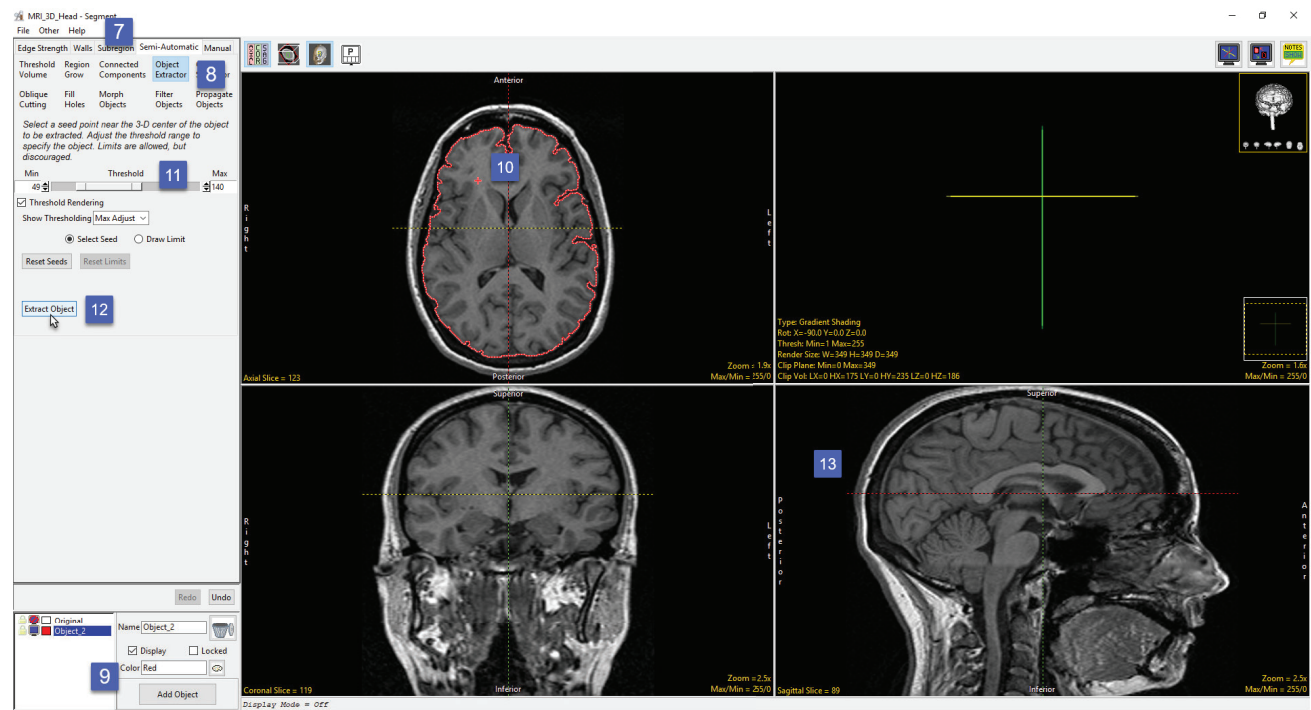 MRI_3D_Head - Segment
File Other Help
7
Edge Strength Walls Subregion Semi-Automatic Manual
Threshold Volume
Region Grow
Connected Components
Object Extractor
8
Oblique Cutting
Fill Holes
Morph Objects
Filter Objects
Propagate Objects
Select a seed point near the 3-D center of the object
to be extracted. Adjust the threshold range to
specify the object. Limits are allowed, but
discouraged.
Min Threshold 11 Max
49 140
Threshold Rendering
Show Thresholding Max Adjust
Select Seed Draw Limit
Reset Seeds Reset Limits
Extract Object 12
Redo Undo
Original
Object_2
Name Object_2
Display Locked
9
Color Red
Add Object
AXI COR SAG
P
NOTES
Anterior
10
Right
Left
Axial Slice = 123
Posterior
Zoom = 1.9x
Max/Min = 255/0
Type: Gradient Shading
Rot: X=-90.0 Y=0.0 Z=0.0
Thresh: Min=1 Max=255
Render Size: W=349 H=349 D=349
Clip Plane: Min=0 Max=349
Clip Vol: LX=0 HX=175 LY=0 HY=235 LZ=0 HZ=186
Zoom = 1.6x
Max/Min = 255/0
Superior
Right
Left
Coronal Slice = 119
Inferior
Zoom =2.5x
Max/Min = 255/0
Superior
13
Posterior
Anterior
Sagittal Slice = 89
Inferior
Zoom = 2.5x
Max/Min = 255/0
Display Mode = Off